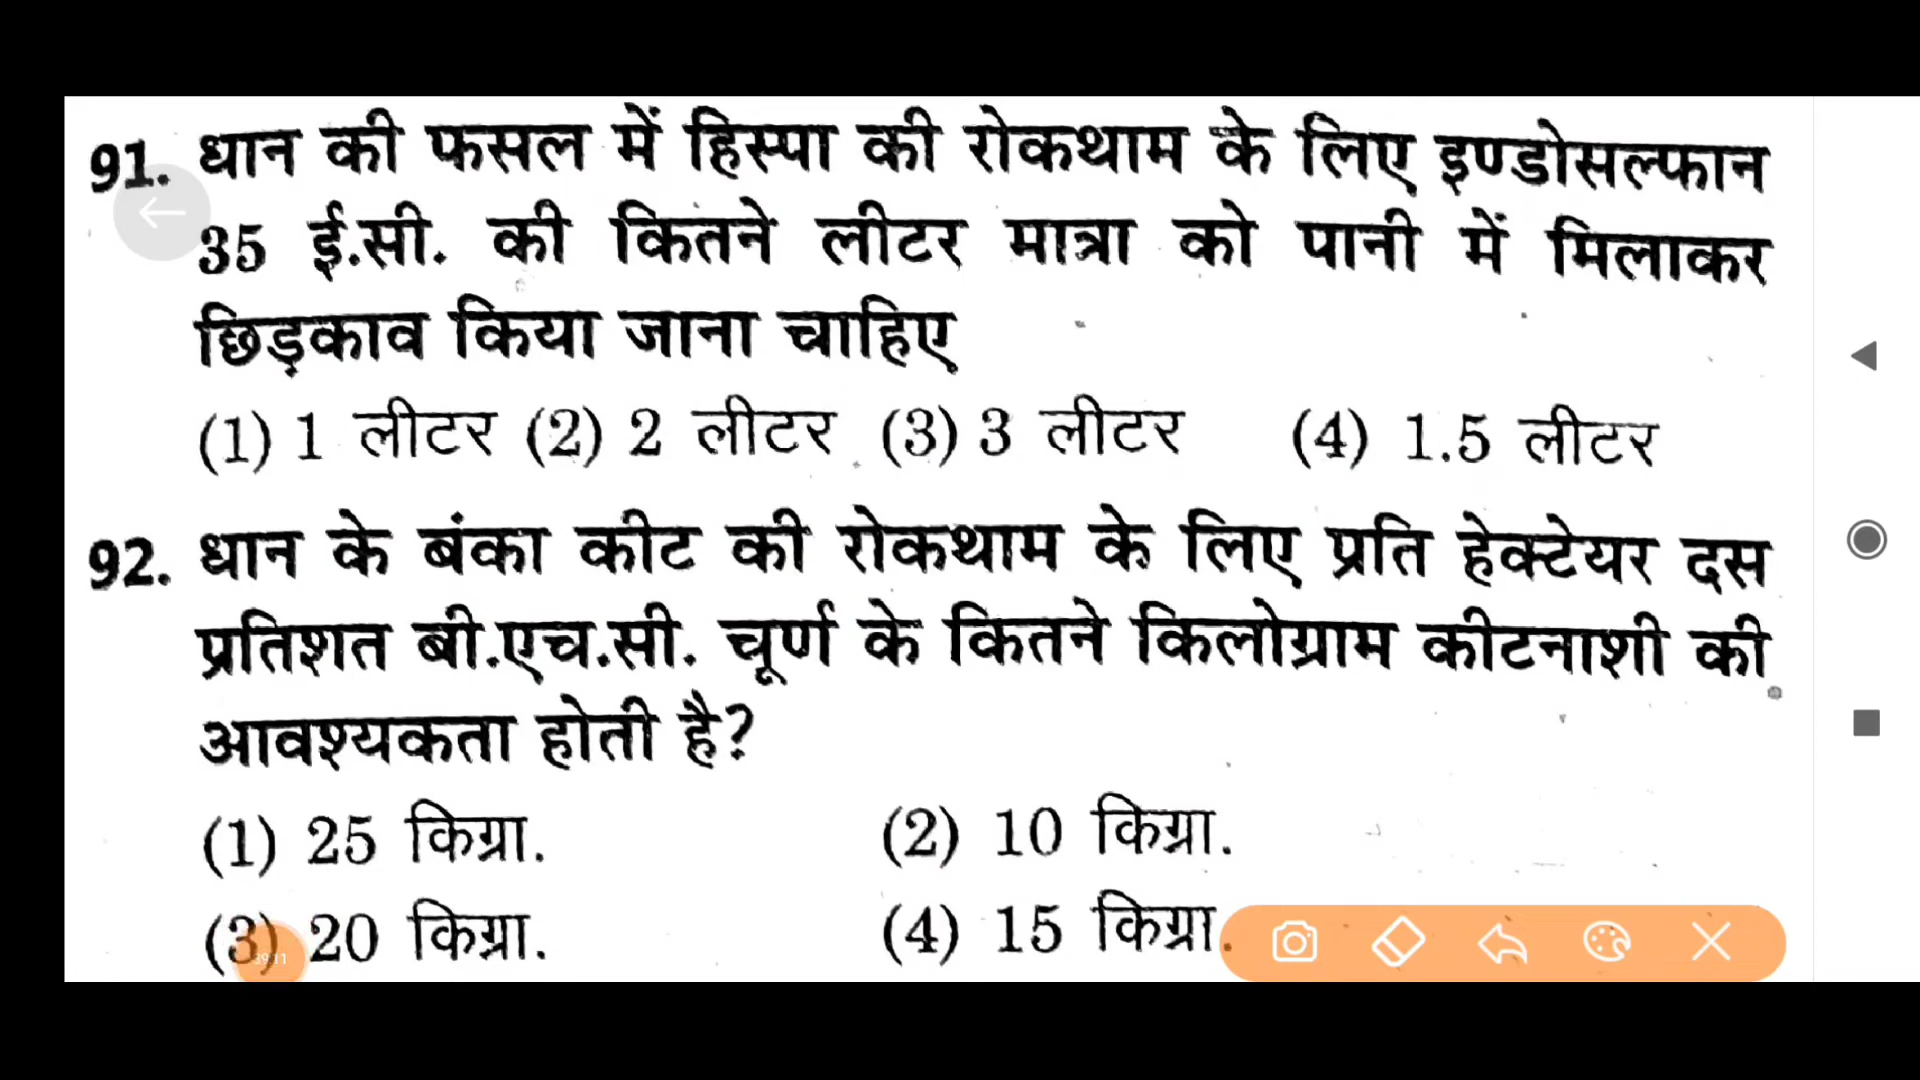 91. धान की फसल में हिस्पा की रोकथाम के लिए इण्डोसल्फान
35 ई.सी. की कितने लीटर मात्रा को पानी में मिलाकर
छिड़काव किया जाना चाहिए
(1) 1 लीटर (2) 2 लीटर (3) 3 लीटर (4) 1.5 लीटर
92. धान के बंका कीट की रोकथाम के लिए प्रति हेक्टेयर दस
प्रतिशत बी.एच.सी. चूर्ण के कितने किलोग्राम कीटनाशी की
आवश्यकता होती है?
(1) 25 किग्रा. (2) 10 किग्रा.
(3) 20 किग्रा. (4) 15 किग्रा.
39:11